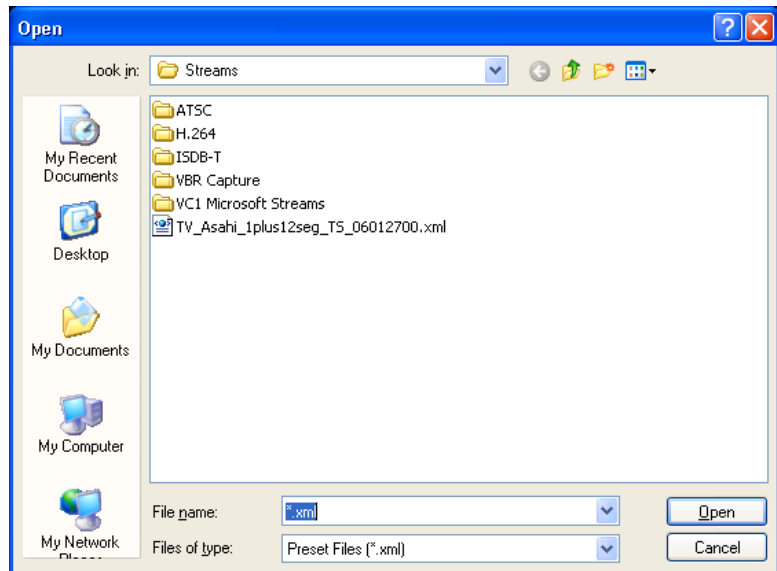 Open
Look in: Streams
My Recent
Documents
Desktop
My Documents
My Computer
My Network
ATSC
H.264
ISDB-T
VBR Capture
VC1 Microsoft Streams
TV_Asahi_1plus12seg_TS_06012700.xml
File name: *.xml Open
Files of type: Preset Files (*.xml) Cancel